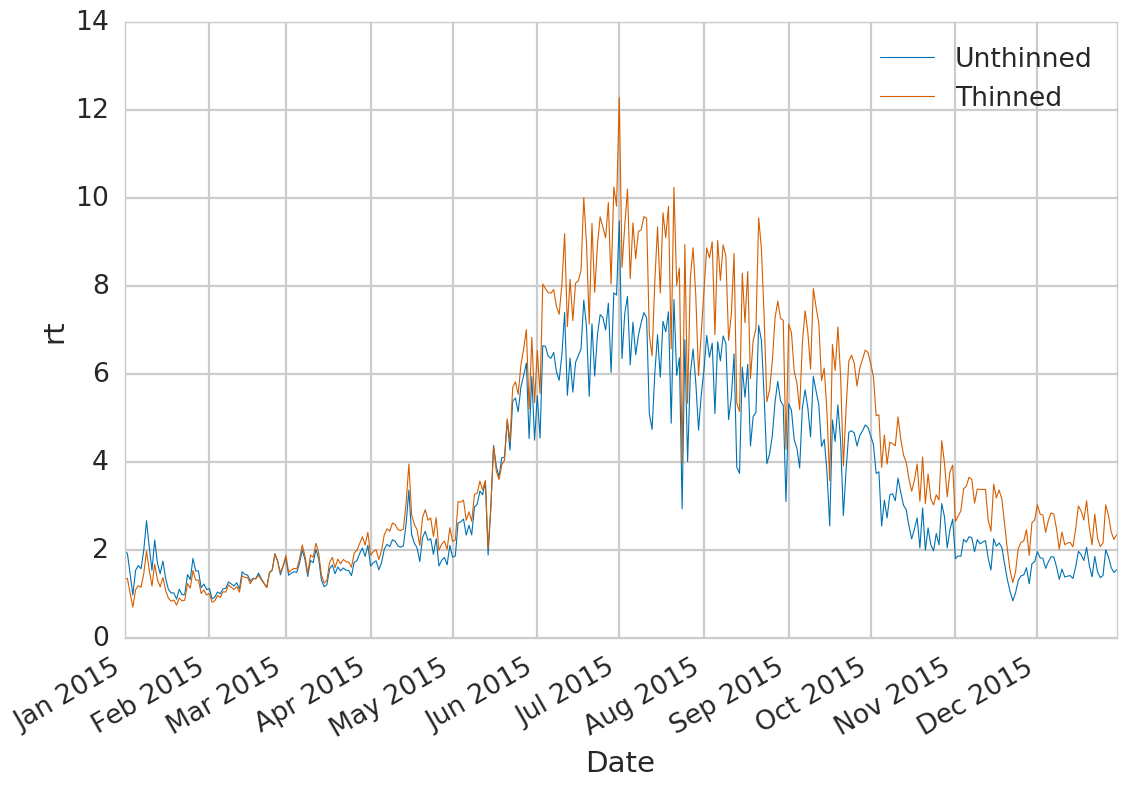 14
12
10
8
6
4
2
0
rt
Unthinned
Thinned
Jan 2015
Feb 2015
Mar 2015
Apr 2015
May 2015
Jun 2015
Jul 2015
Aug 2015
Sep 2015
Oct 2015
Nov 2015
Dec 2015
Date